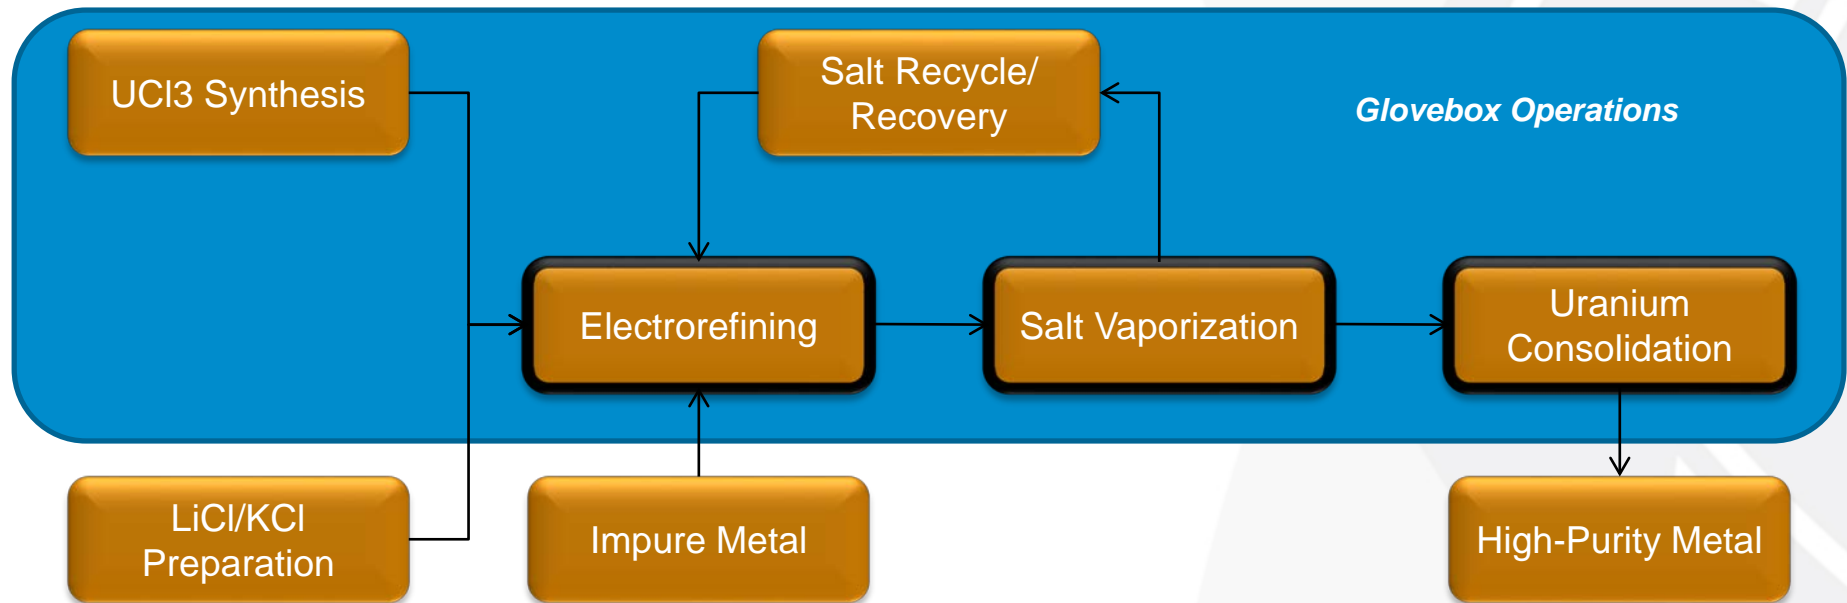 UCl3 Synthesis
Salt Recycle/
Recovery
Glovebox Operations
Electrorefining
Salt Vaporization
Uranium
Consolidation
LiCl/KCl
Preparation
Impure Metal
High-Purity Metal